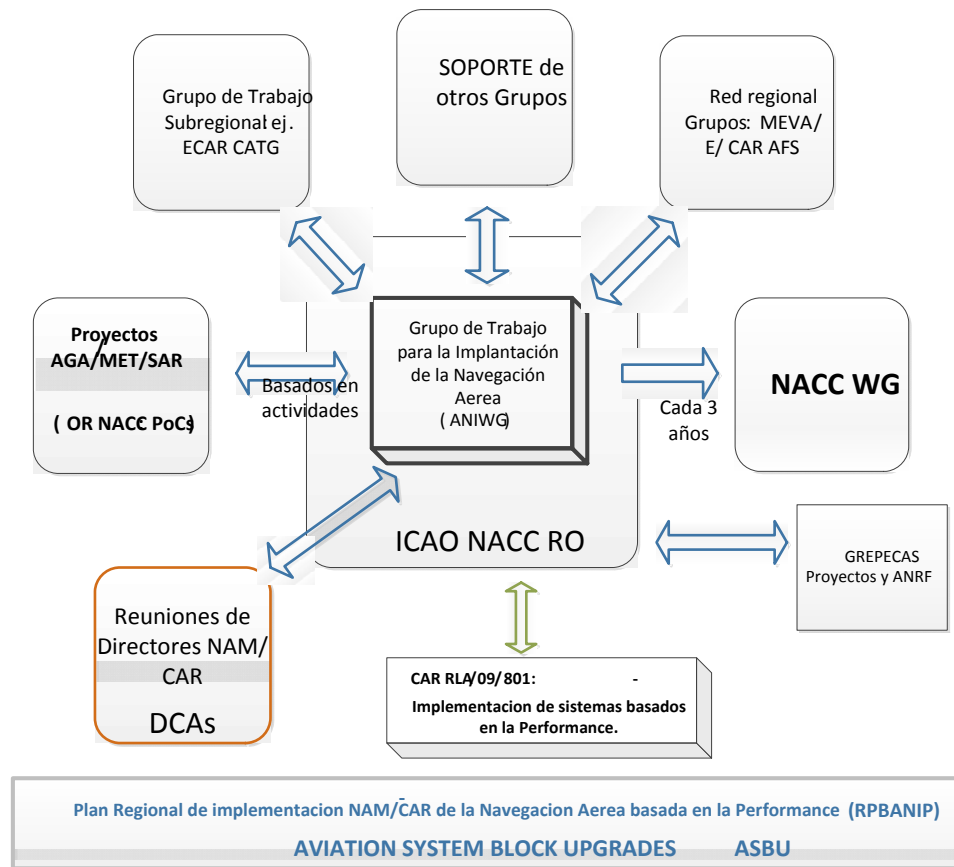 SOPORTE de
otros Grupos
Grupo de Trabajo
Subregional:ej.
ECAR CATG
Red regional
Grupos: MEVA/
E/ CAR AFS
Proyectos
AGA/MET/SAR
( OR NACC PoCs)
Basados en
actividades
Grupo de Trabajo
para la Implantación
de la Navegación
Aerea
( ANIWG)
Cada 3
años
NACC WG
ICAO NACC RO
GREPECAS
Proyectos y ANRF
Reuniones de
Directores NAM/
CAR
DCAs
CAR RLA/09/801: -
Implementacion de sistemas basados
en la Performance.
Plan Regional de implementacion NAM/CAR de la Navegacion Aerea basada en la Performance (RPBANIP)
AVIATION SYSTEM BLOCK UPGRADES ASBU